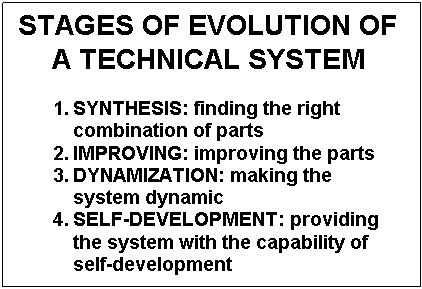 STAGES OF EVOLUTION OF
A TECHNICAL SYSTEM
1. SYNTHESIS: finding the right
combination of parts
2. IMPROVING: improving the parts
3. DYNAMIZATION: making the
system dynamic
4. SELF-DEVELOPMENT: providing
the system with the capability of
self-development